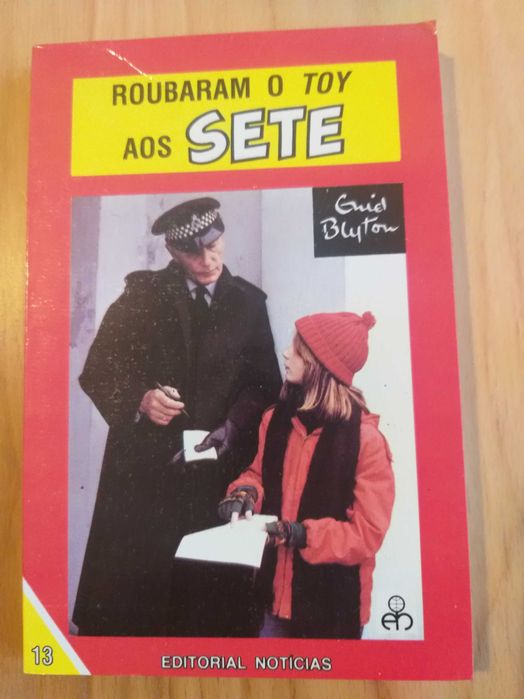 ROUBARAM O TOY
AOS SETE
Enid
Blyton
13
EDITORIAL NOTÍCIAS